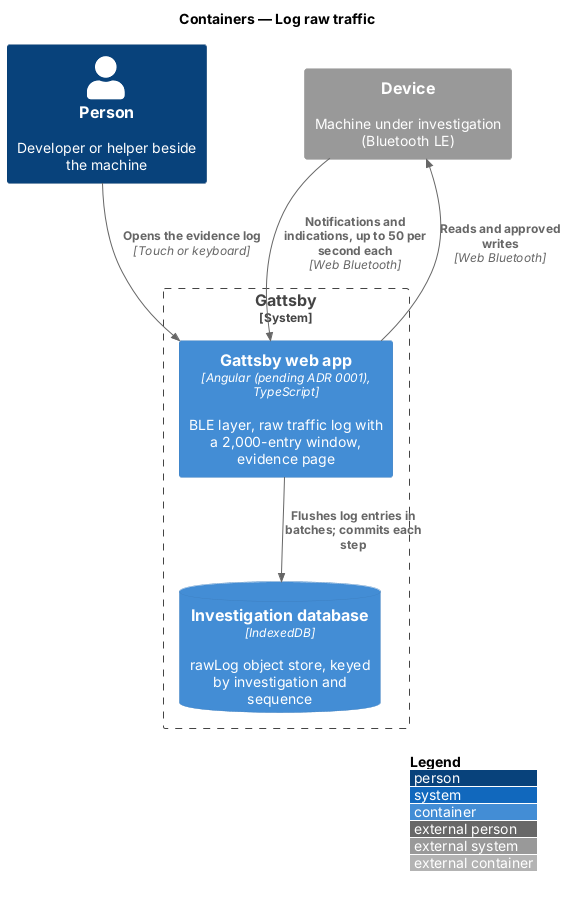 Containers — Log raw traffic
Person
Developer or helper beside
the machine
Device
Machine under investigation
(Bluetooth LE)
Opens the evidence log
[Touch or keyboard]
Notifications and
indications, up to 50 per
second each
[Web Bluetooth]
Reads and approved
writes
[Web Bluetooth]
Gattsby
[System]
Gattsby web app
[Angular (pending ADR 0001),
TypeScript]
BLE layer, raw traffic log with
a 2,000-entry window,
evidence page
Flushes log entries in
batches; commits each
step
Investigation database
[IndexedDB]
rawLog object store, keyed
by investigation and
sequence
Legend
person
system
container
external person
external system
external container